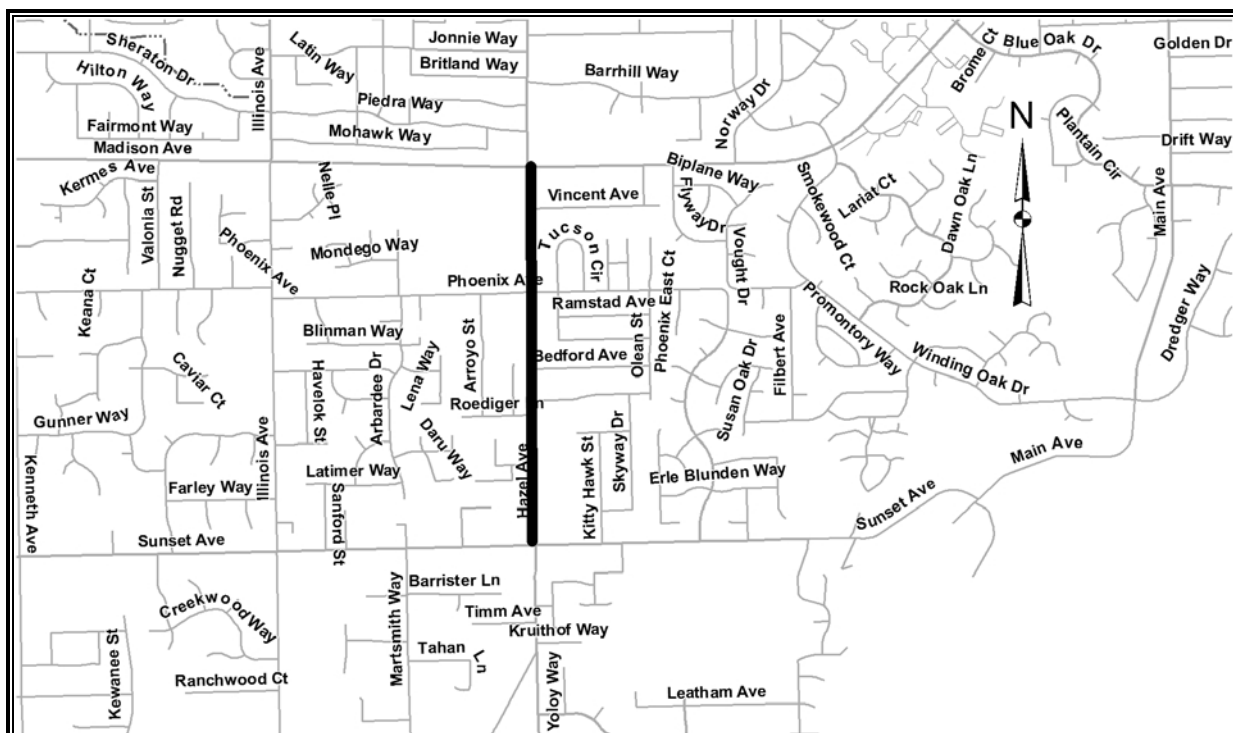 Jonnie Way
Blue Oak Dr
Golden Dr
Sheraton Dr
Illinois Ave
Latin Way
Britland Way
Brome Ct
Hilton Way
Barrhill Way
Piedra Way
Norway Dr
N
Fairmont Way
Mohawk Way
Plantain Cir
Drift Way
Madison Ave
Kermes Ave
Nelle Pl
Biplane Way
Smokewood Ct
Lariat Ct
Dawn Oak Ln
Main Ave
Valonia St
Nugget Rd
Vincent Ave
Flyway Dr
Phoenix Ave
Mondego Way
Tucson Cir
Vought Dr
Phoenix Ave
Phoenix East Ct
Rock Oak Ln
Keana Ct
Ramstad Ave
Promontory Way
Dredger Way
Blinman Way
Arroyo St
Olean St
Filbert Ave
Winding Oak Dr
Bedford Ave
Caviar Ct
Havelok St
Arbardee Dr
Lena Way
Susan Oak Dr
Roediger Ln
Gunner Way
Illinois Ave
Daru Way
Hazel Ave
Kitty Hawk St
Skyway Dr
Main Ave
Kenneth Ave
Latimer Way
Erle Blunden Way
Farley Way
Sanford St
Sunset Ave
Sunset Ave
Barrister Ln
Martsmith Way
Creekwood Way
Timm Ave
Kruithof Way
Kewanee St
Tahan Ln
Ranchwood Ct
Yoloy Way
Leatham Ave